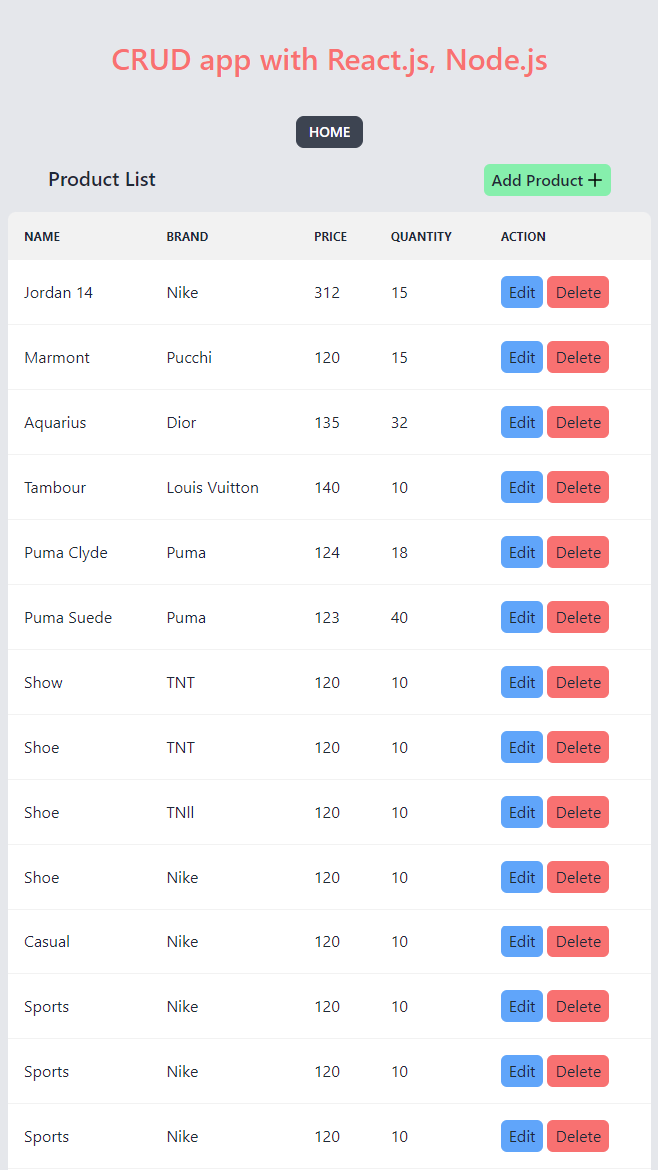 CRUD app with React.js, Node.js
HOME
Product List Add Product
NAME BRAND PRICE QUANTITY ACTION
Jordan 14 Nike 312 15 Edit Delete
Marmont Pucchi 120 15 Edit Delete
Aquarius Dior 135 32 Edit Delete
Tambour Louis Vuitton 140 10 Edit Delete
Puma Clyde Puma 124 18 Edit Delete
Puma Suede Puma 123 40 Edit Delete
Show TNT 120 10 Edit Delete
Shoe TNT 120 10 Edit Delete
Shoe TNll 120 10 Edit Delete
Shoe Nike 120 10 Edit Delete
Casual Nike 120 10 Edit Delete
Sports Nike 120 10 Edit Delete
Sports Nike 120 10 Edit Delete
Sports Nike 120 10 Edit Delete